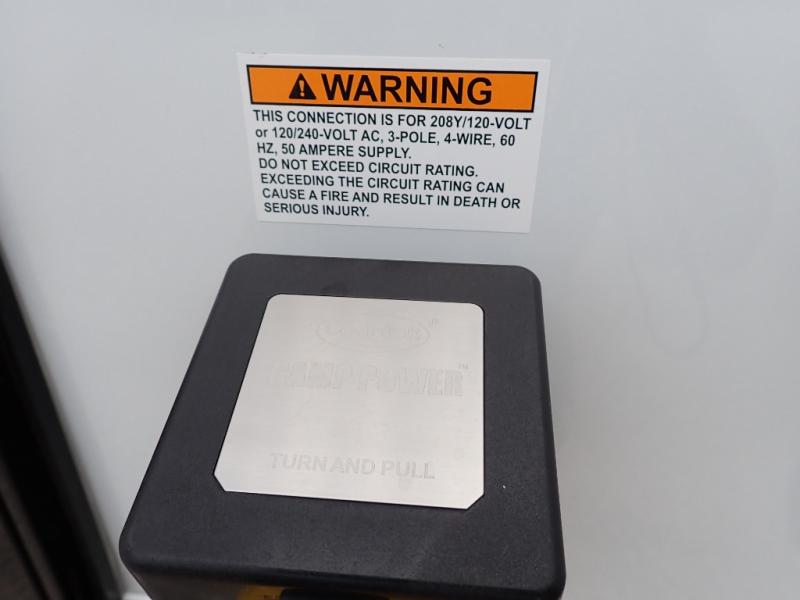 WARNING
THIS CONNECTION IS FOR 208Y/120-VOLT
or 120/240-VOLT AC, 3-POLE, 4-WIRE, 60
HZ, 50 AMPERE SUPPLY.
DO NOT EXCEED CIRCUIT RATING.
EXCEEDING THE CIRCUIT RATING CAN
CAUSE A FIRE AND RESULT IN DEATH OR
SERIOUS INJURY.
TURN AND PULL